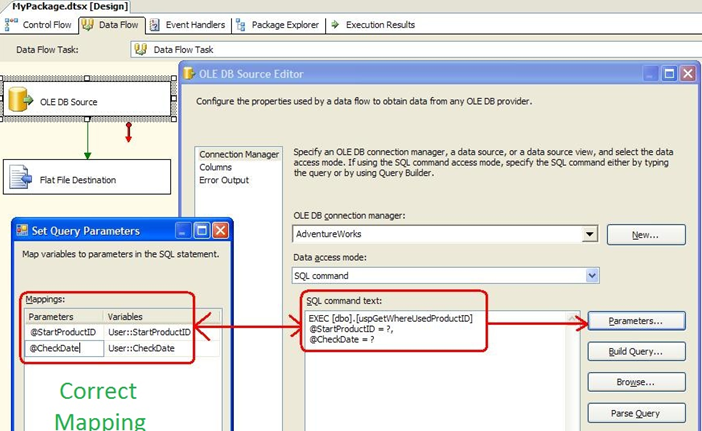 MyPackage.dtsx [Design]
Control Flow
Data Flow
Event Handlers
Package Explorer
Execution Results
Data Flow Task:
Data Flow Task
OLE DB Source
Flat File Destination
OLE DB Source Editor
Configure the properties used by a data flow to obtain data from any OLE DB provider.
Connection Manager
Columns
Error Output
Specify an OLE DB connection manager, a data source, or a data source view, and select the data
access mode. If using the SQL command access mode, specify the SQL command either by typing
the query or by using Query Builder.
OLE DB connection manager:
AdventureWorks
New...
Data access mode:
SQL command
SQL command text:
EXEC [dbo].[uspGetWhereUsedProductID]
@StartProductID = ?,
@CheckDate = ?
Parameters...
Build Query...
Browse...
Parse Query
Set Query Parameters
Map variables to parameters in the SQL statement.
Mappings:
Parameters Variables
@StartProductID User::StartProductID
@CheckDate User::CheckDate
Correct
Mapping